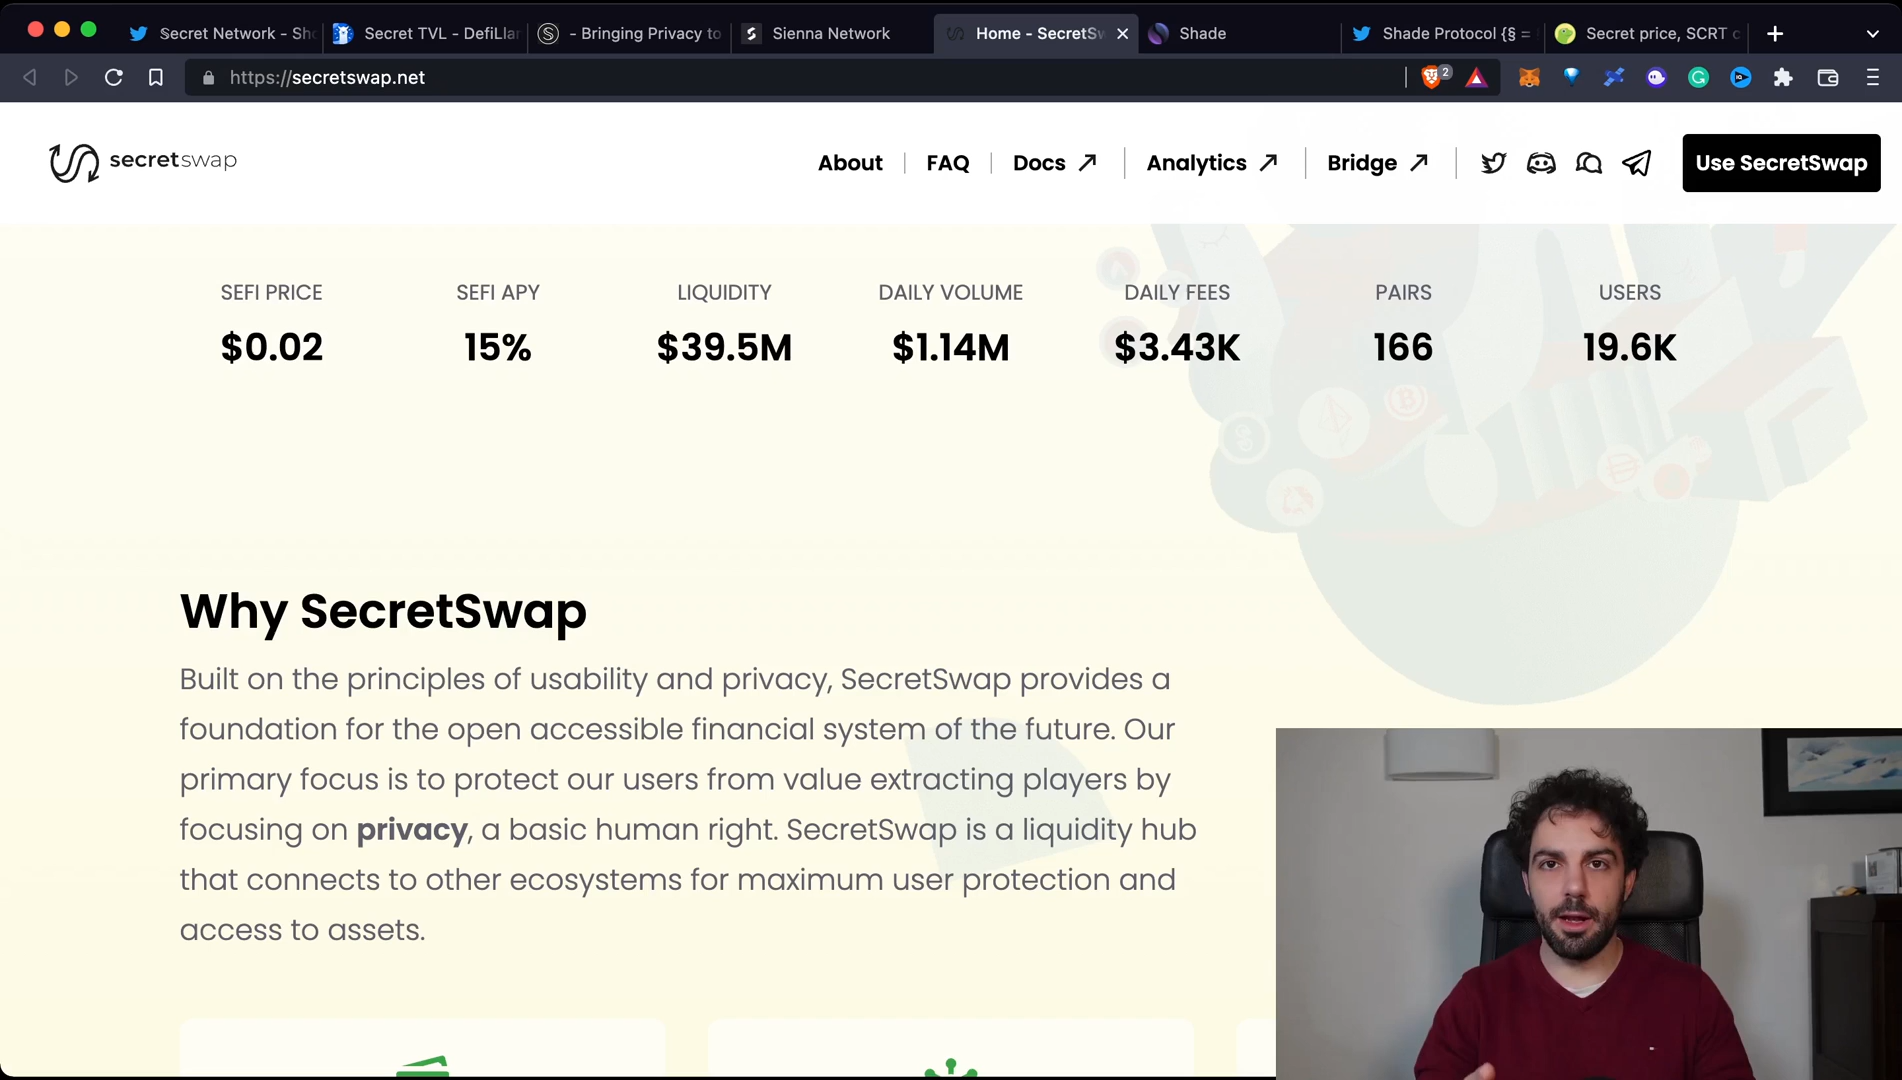 Secret Network - Sh
Secret TVL - DefiLlar
- Bringing Privacy to
Sienna Network
Home - SecretSw
Shade
Shade Protocol {§ =
Secret price, SCRT c
https://secretswap.net
2
secretswap
About
FAQ
Docs
Analytics
Bridge
Use SecretSwap
SEFI PRICE
SEFI APY
LIQUIDITY
DAILY VOLUME
DAILY FEES
PAIRS
USERS
$0.02
15%
$39.5M
$1.14M
$3.43K
166
19.6K
Why SecretSwap
Built on the principles of usability and privacy, SecretSwap provides a
foundation for the open accessible financial system of the future. Our
primary focus is to protect our users from value extracting players by
focusing on privacy, a basic human right. SecretSwap is a liquidity hub
that connects to other ecosystems for maximum user protection and
access to assets.